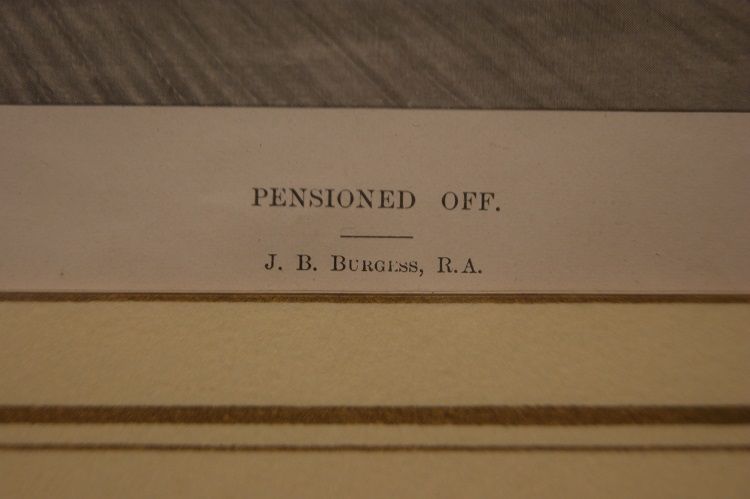 PENSIONED OFF.
J. B. BURGESS, R.A.